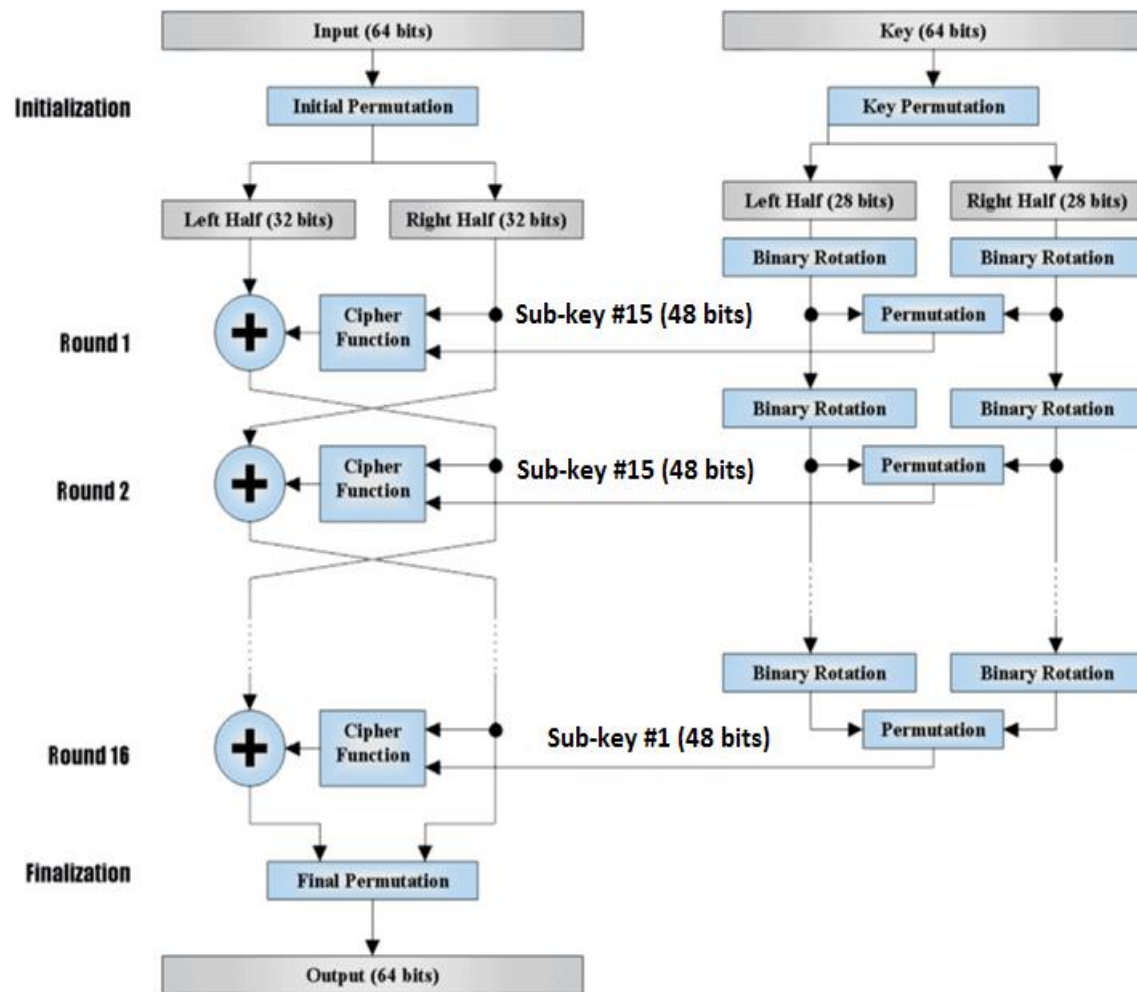 Input (64 bits)
Key (64 bits)
Initialization
Initial Permutation
Key Permutation
Left Half (32 bits)
Right Half (32 bits)
Left Half (28 bits)
Right Half (28 bits)
Binary Rotation
Binary Rotation
Round 1
Cipher
Function
Sub-key #15 (48 bits)
Permutation
Binary Rotation
Binary Rotation
Round 2
Cipher
Function
Sub-key #15 (48 bits)
Permutation
Binary Rotation
Binary Rotation
Round 16
Cipher
Function
Sub-key #1 (48 bits)
Permutation
Finalization
Final Permutation
Output (64 bits)